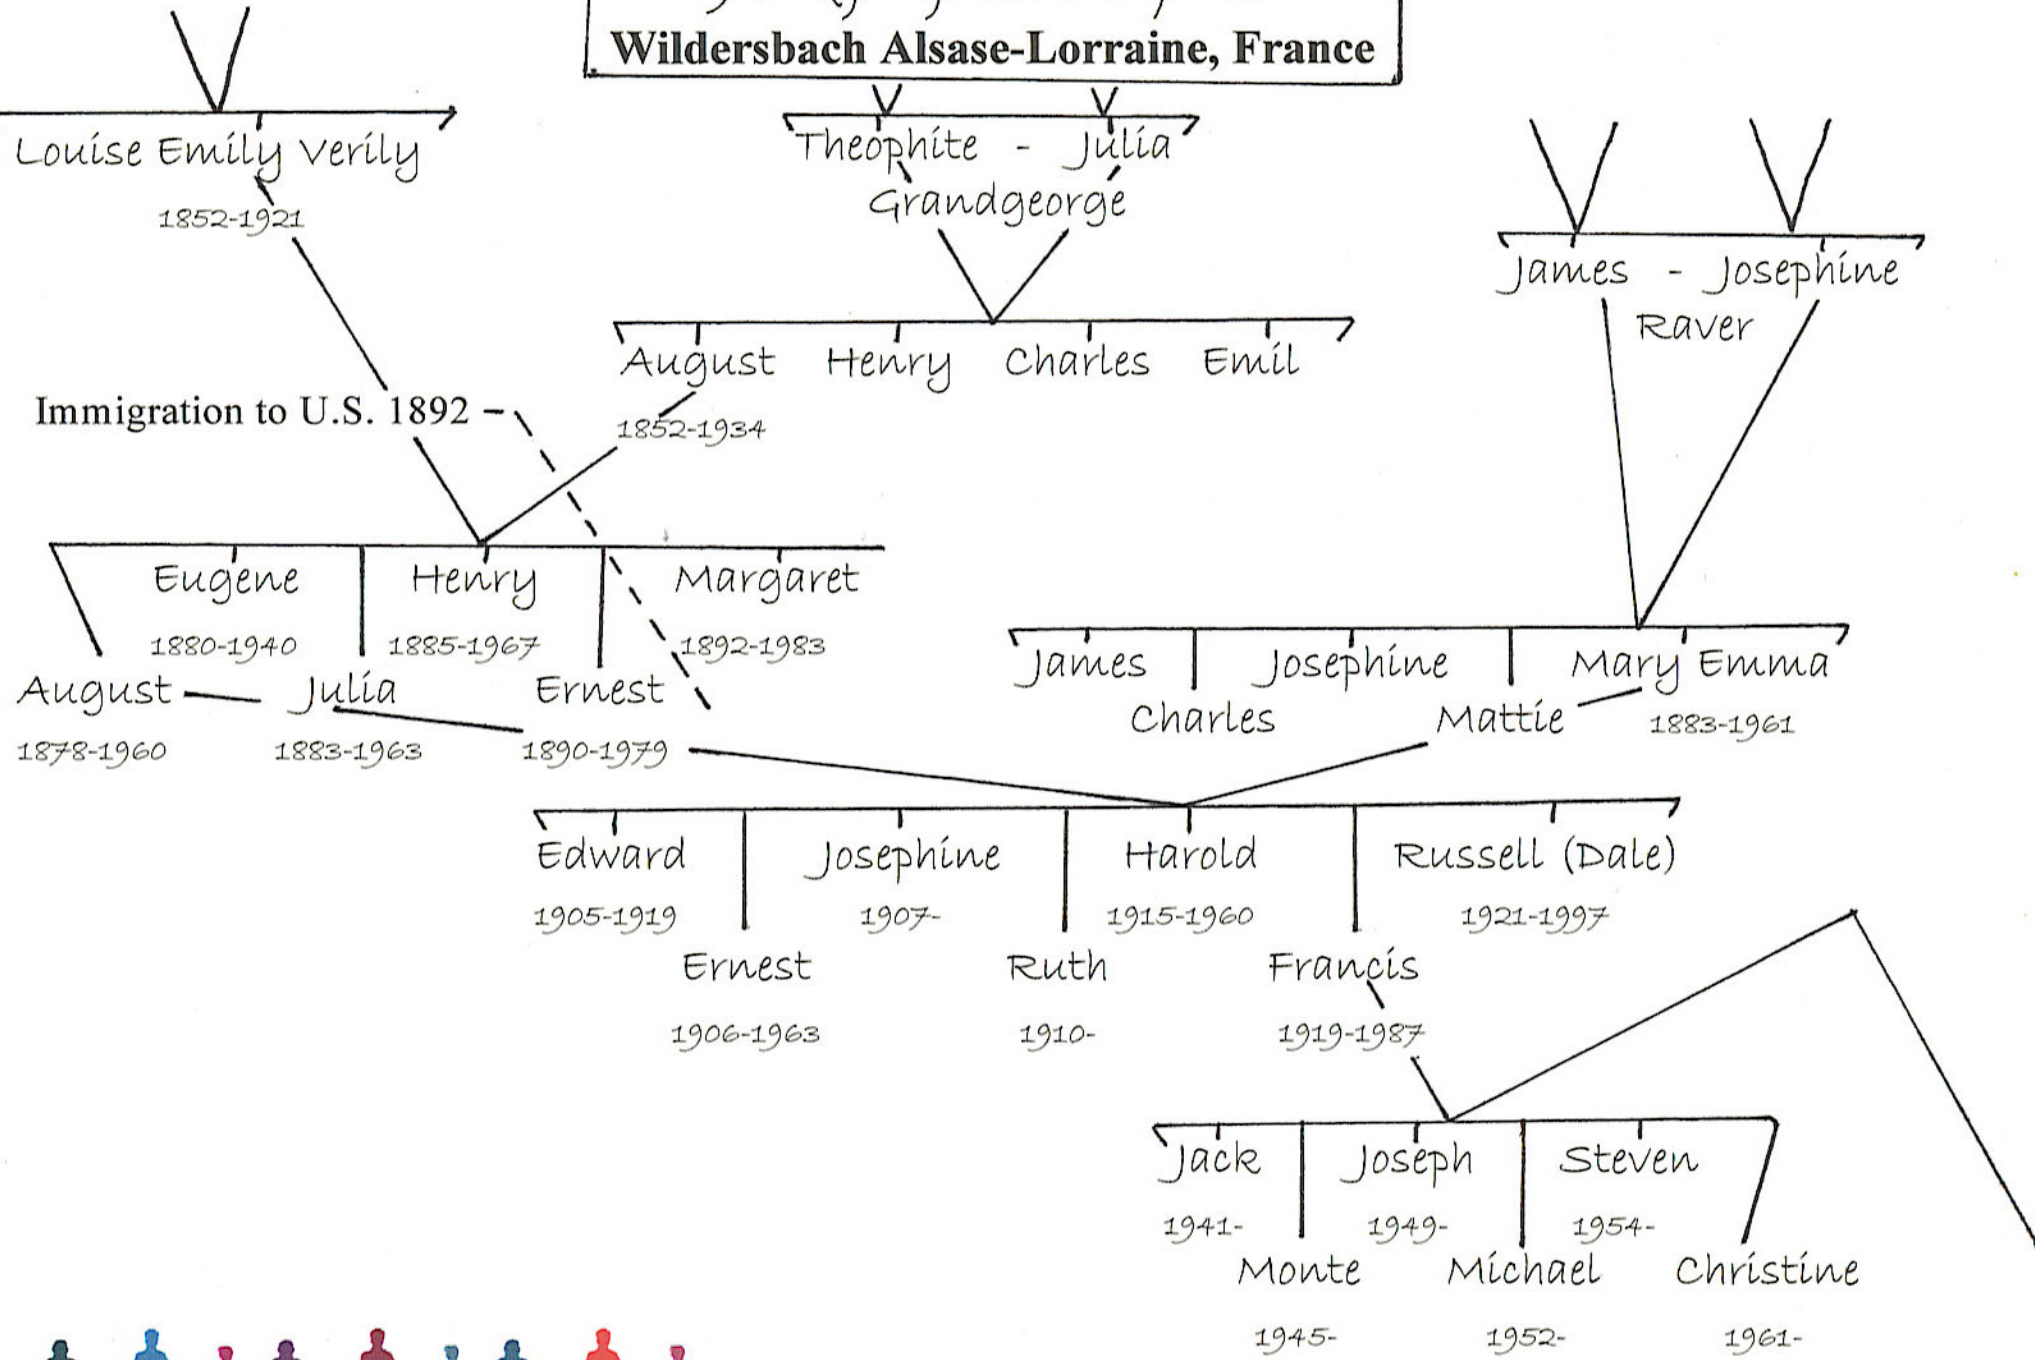 Wildersbach Alsase-Lorraine, France
Louise Emily Verily
1852-1921
Theophite - Julia
Grandgeorge
James - Josephine
Raver
August Henry Charles Emil
1852-1934
Immigration to U.S. 1892
Eugene Henry Margaret
1880-1940 1885-1967 1892-1983
August Julia Ernest
1878-1960 1883-1963 1890-1979
James Josephine Mary Emma
Charles Mattie 1883-1961
Edward Josephine Harold Russell (Dale)
1905-1919 1907- 1915-1960 1921-1997
Ernest Ruth Francis
1906-1963 1910- 1919-1987
Jack Joseph Steven
1941- 1949- 1954-
Monte Michael Christine
1945- 1952- 1961-